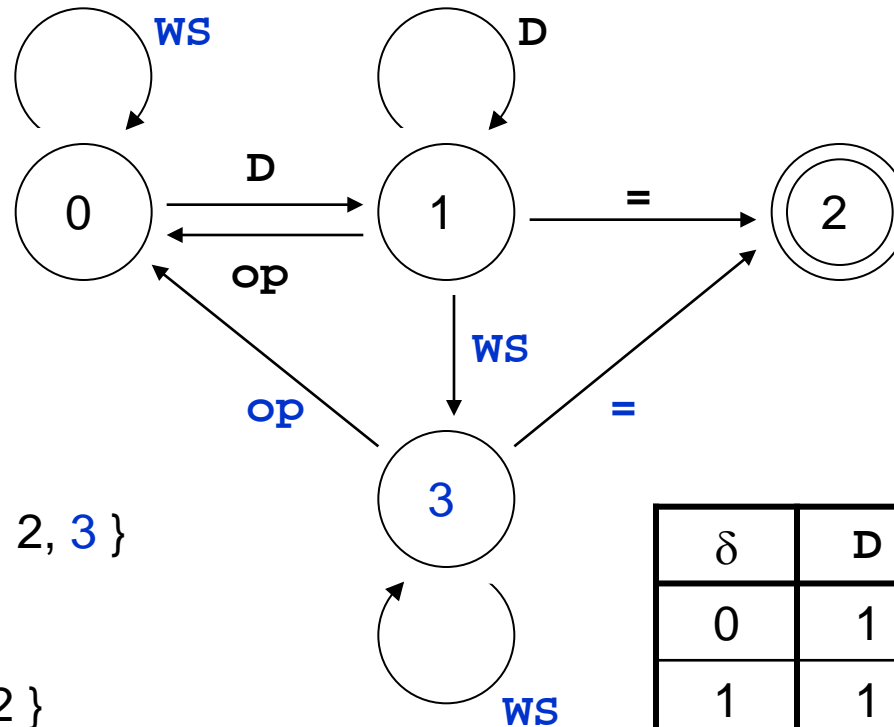 WS D
D
0 1 = 2
op
WS
op =
3
2, 3 }
δ D
0 1
2 }
1 1
WS